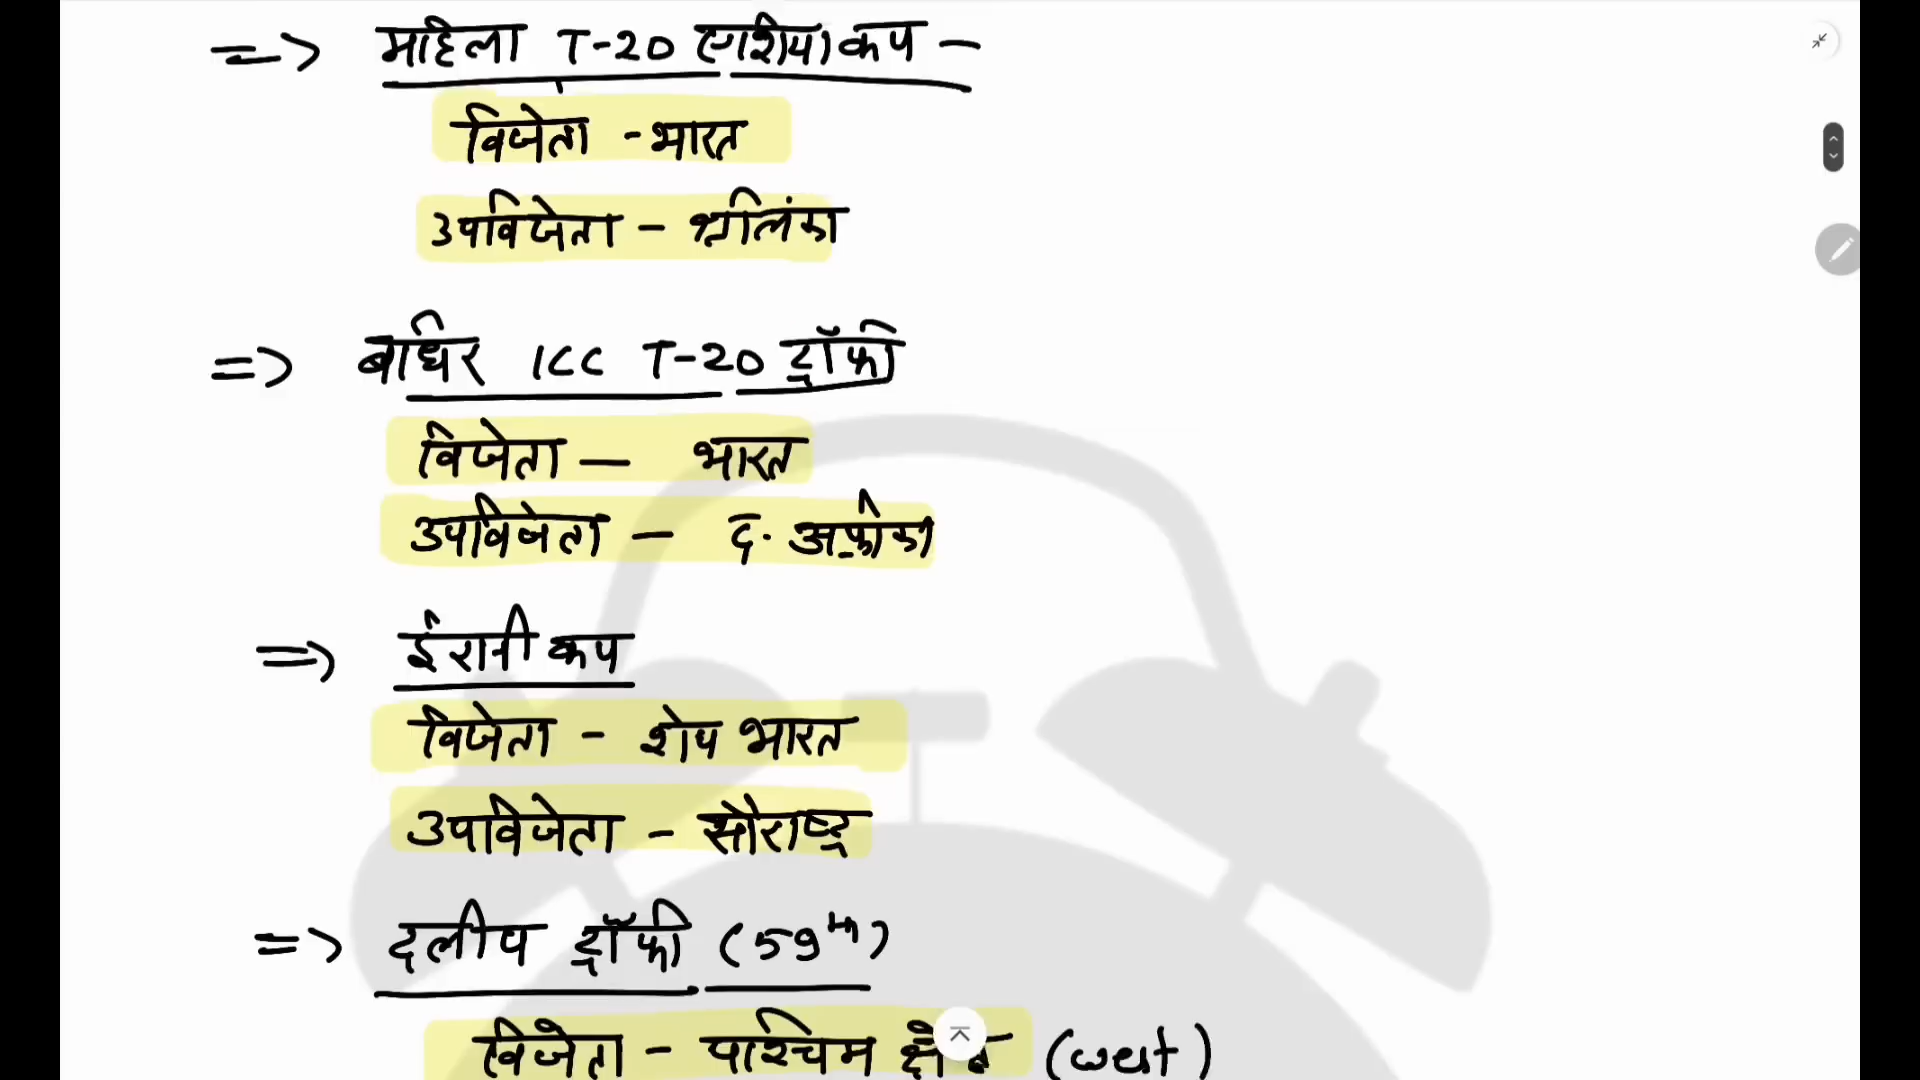 => महिला T-20 एशिया कप -
विजेता - भारत
उपविजेता - श्रीलंका
=> बधिर ICC T-20 ट्रॉफी
विजेता - भारत
उपविजेता - द. अफ्रीका
=> ईरानी कप
विजेता - शेष भारत
उपविजेता - सौराष्ट्र
=> दलीप ट्रॉफी (59th)
विजेता - पश्चिम क्षेत्र (west)